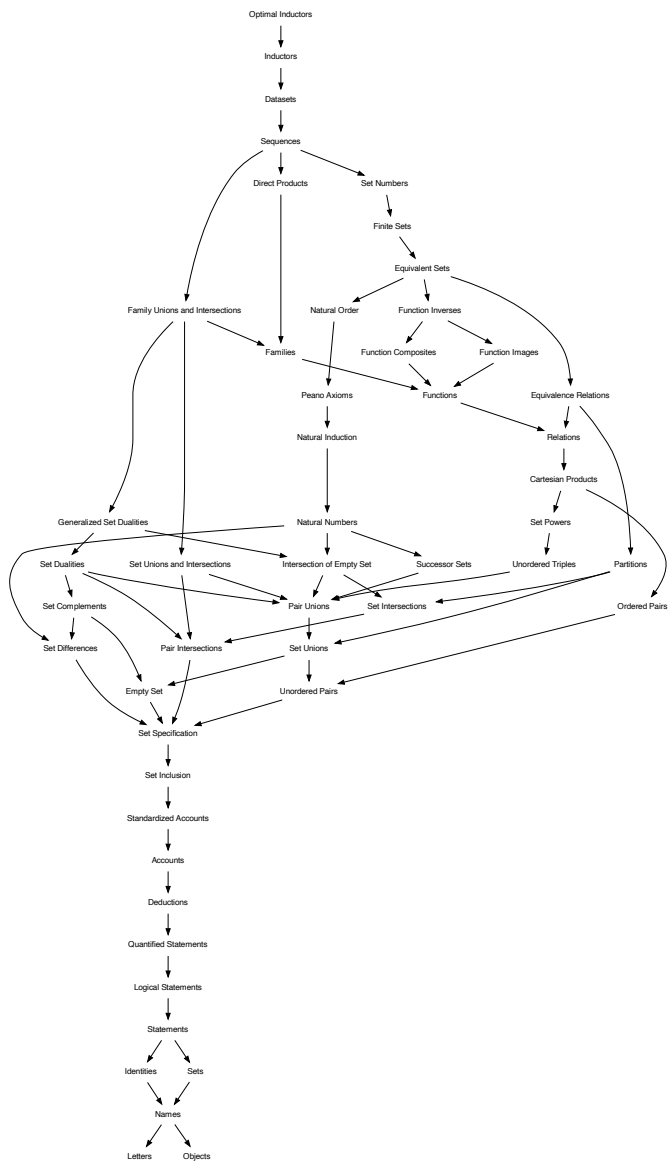 Optimal Inductors
Inductors
Datasets
Sequences
Direct Products
Set Numbers
Finite Sets
Equivalent Sets
Family Unions and Intersections
Natural Order
Function Inverses
Families
Function Composites
Function Images
Peano Axioms
Functions
Equivalence Relations
Natural Induction
Relations
Cartesian Products
Generalized Set Dualities
Natural Numbers
Set Powers
Set Dualities
Set Unions and Intersections
Intersection of Empty Set
Successor Sets
Unordered Triples
Partitions
Set Complements
Pair Unions
Set Intersections
Ordered Pairs
Set Differences
Pair Intersections
Set Unions
Empty Set
Unordered Pairs
Set Specification
Set Inclusion
Standardized Accounts
Accounts
Deductions
Quantified Statements
Logical Statements
Statements
Identities
Sets
Names
Letters
Objects